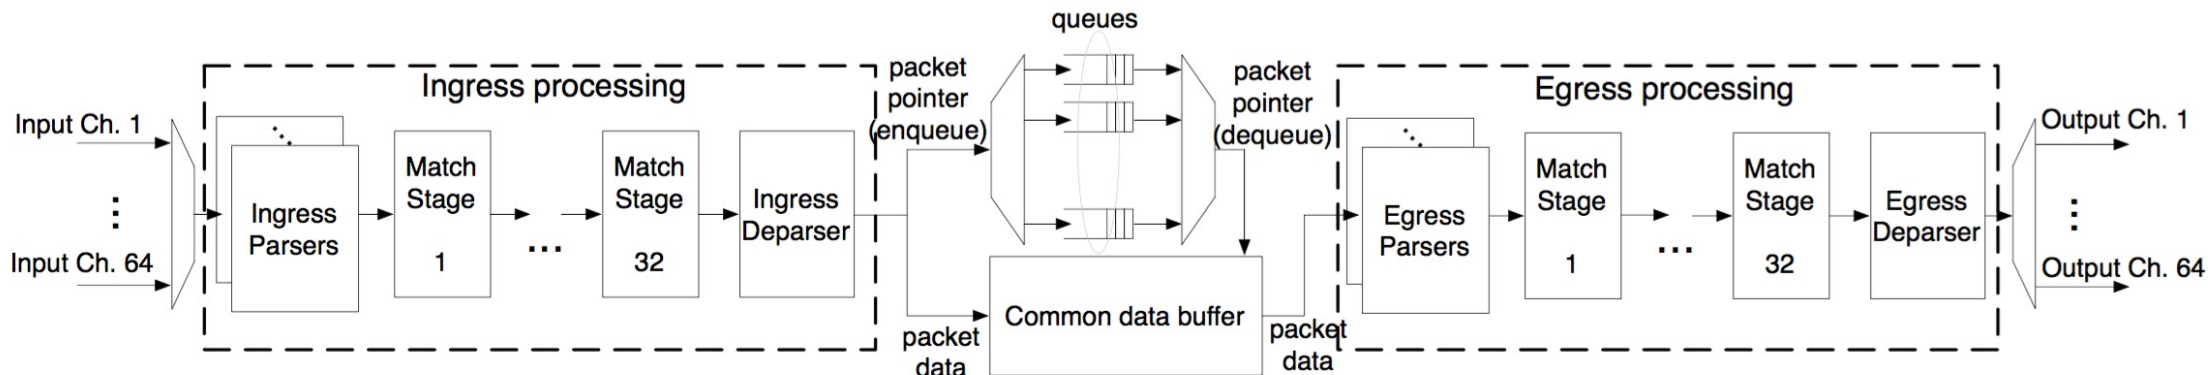 queues
Ingress processing
packet
pointer
(enqueue)
packet
pointer
(dequeue)
Egress processing
Input Ch. 1
Input Ch. 64
Ingress
Parsers
Match
Stage
1
...
Match
Stage
32
Ingress
Deparser
packet
data
Common data buffer
packet
data
Egress
Parsers
Match
Stage
1
...
Match
Stage
32
Egress
Deparser
Output Ch. 1
Output Ch. 64